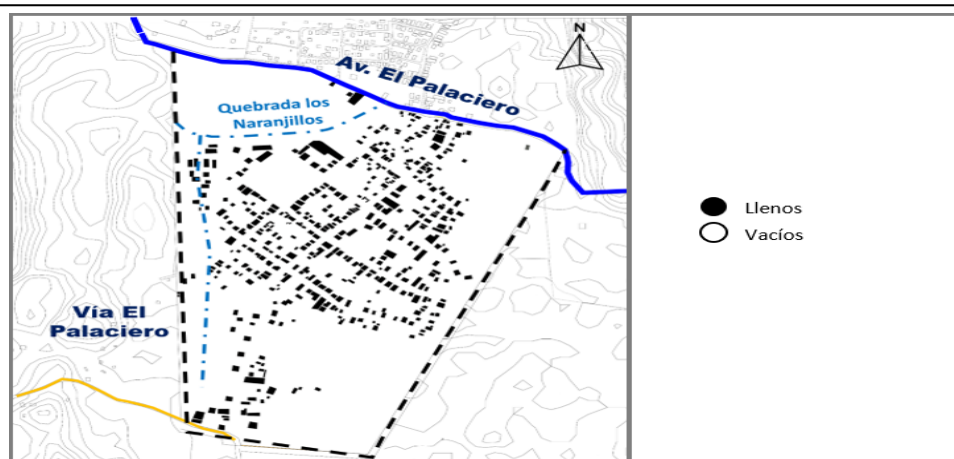 N
Av. El Palaciero
Quebrada los
Naranjillos
Vía El
Palaciero
Llenos
Vacíos